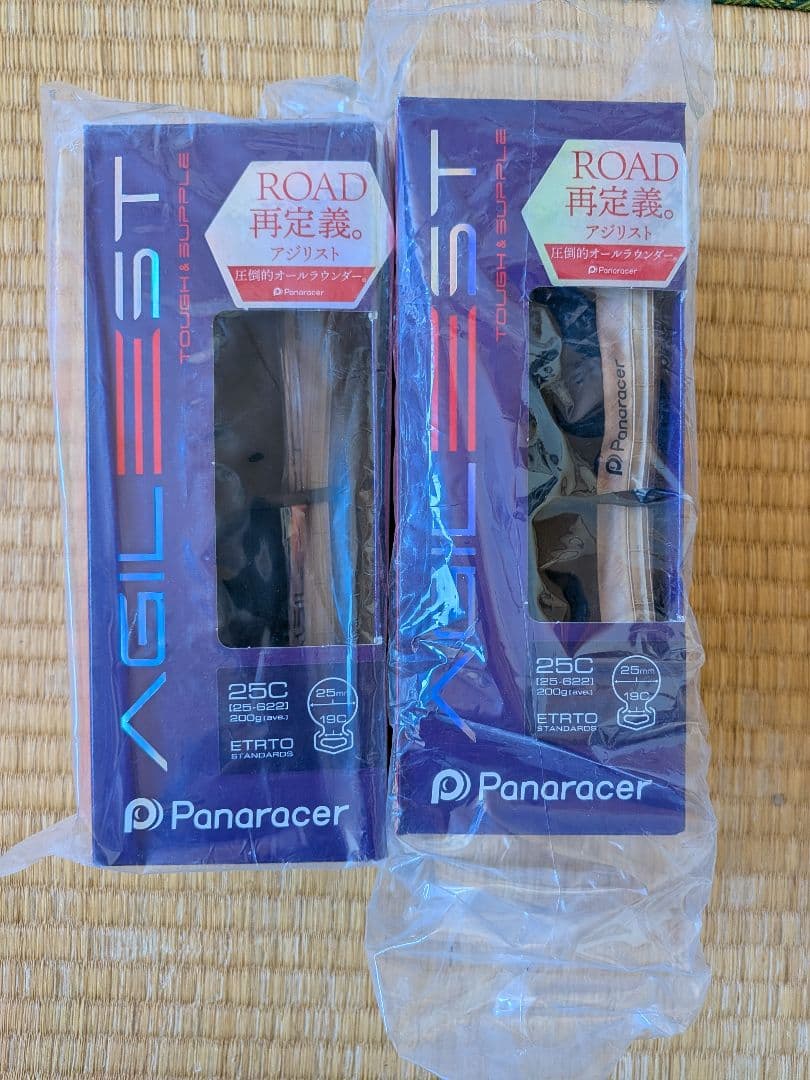 AGILEST
TOUGH & SUPPLE
ROAD
再定義。
アジリスト
圧倒的オールラウンダー。
Panaracer
25C
[25-622]
200g(ave.)
ETRTO
STANDARDS
25mm
19C
Panaracer
AGILEST
TOUGH & SUPPLE
ROAD
再定義。
アジリスト
圧倒的オールラウンダー。
Panaracer
Panaracer
25C
[25-622]
200g(ave.)
ETRTO
STANDARDS
25mm
19C
Panaracer